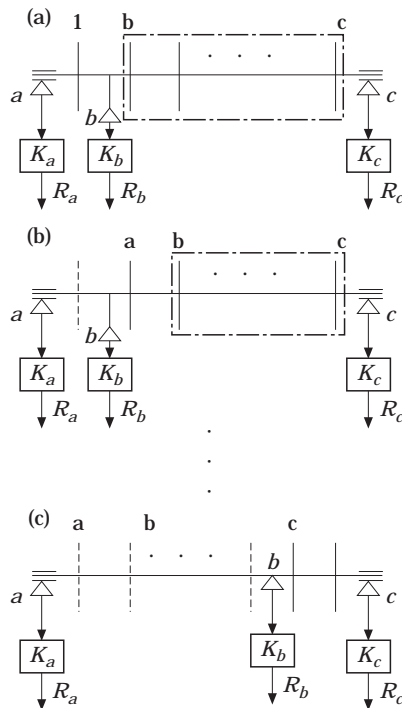 (a)
1 b c
. . .
a b c
K_a K_b K_c
R_a R_b R_c
(b)
a b c
. . .
a b c
K_a K_b K_c
R_a R_b R_c
.
.
.
(c)
a b c
. . .
a b c
K_a K_b K_c
R_a R_b R_c